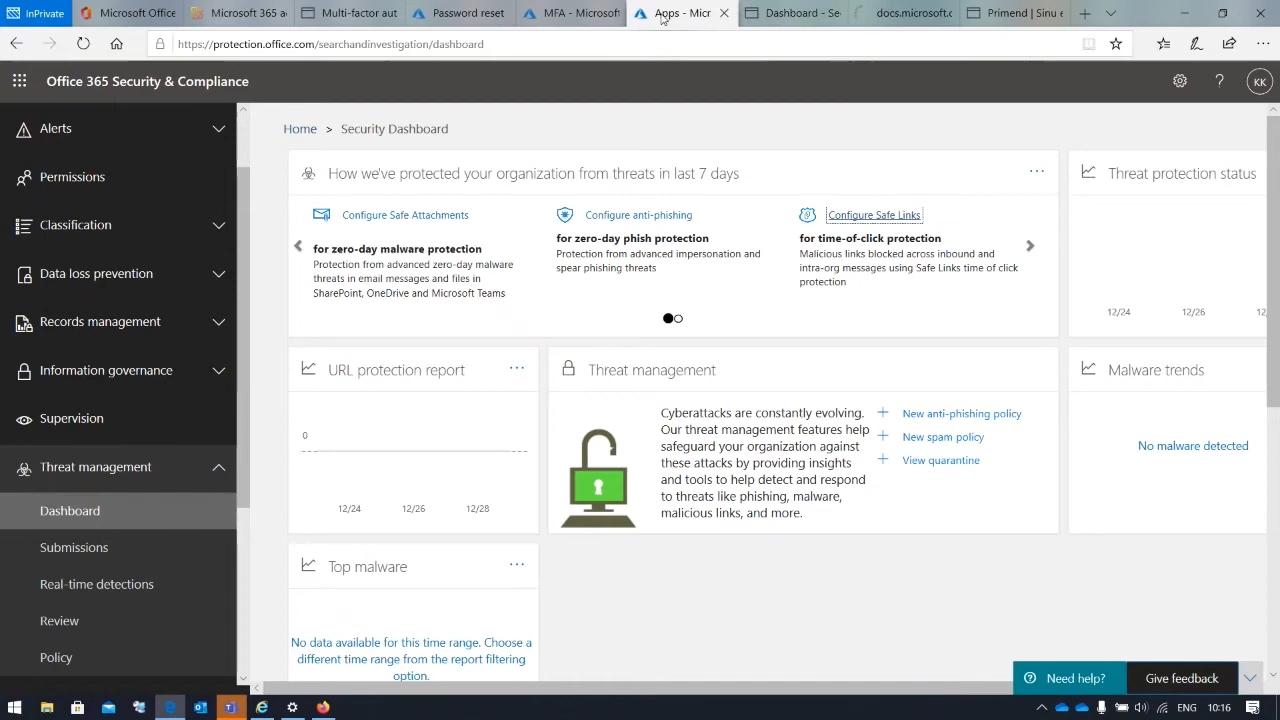 InPrivate
Microsoft Office
Microsoft 365 a
Multi-factor aut
Password reset
MFA - Microsoft
Apps - Micr
Dashboard - Se
docs.microsoft.c
Primend | Sinu e
https://protection.office.com/searchandinvestigation/dashboard
Office 365 Security & Compliance
KK
Alerts
Permissions
Classification
Data loss prevention
Records management
Information governance
Supervision
Threat management
Dashboard
Submissions
Real-time detections
Review
Policy
Home > Security Dashboard
How we've protected your organization from threats in last 7 days
Configure Safe Attachments
for zero-day malware protection
Protection from advanced zero-day malware
threats in email messages and files in
SharePoint, OneDrive and Microsoft Teams
Configure anti-phishing
for zero-day phish protection
Protection from advanced impersonation and
spear phishing threats
Configure Safe Links
for time-of-click protection
Malicious links blocked across inbound and
intra-org messages using Safe Links time of click
protection
Threat protection status
12/24 12/26 12/
URL protection report
0
12/24 12/26 12/28
Threat management
Cyberattacks are constantly evolving.
Our threat management features help
safeguard your organization against
these attacks by providing insights
and tools to help detect and respond
to threats like phishing, malware,
malicious links, and more.
New anti-phishing policy
New spam policy
View quarantine
Malware trends
No malware detected
Top malware
No data available for this time range. Choose a
different time range from the report filtering
option.
Need help?
Give feedback
ENG 10:16